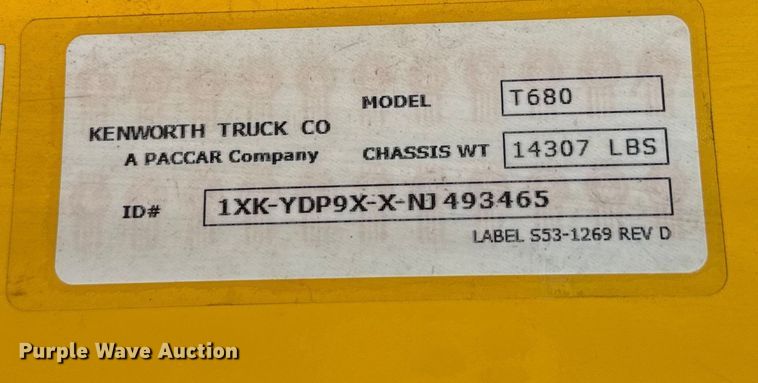 MODEL T680
KENWORTH TRUCK CO
A PACCAR Company
CHASSIS WT 14307 LBS
ID# 1XK-YDP9X-X-NJ 493465
LABEL S53-1269 REV D
Purple Wave Auction